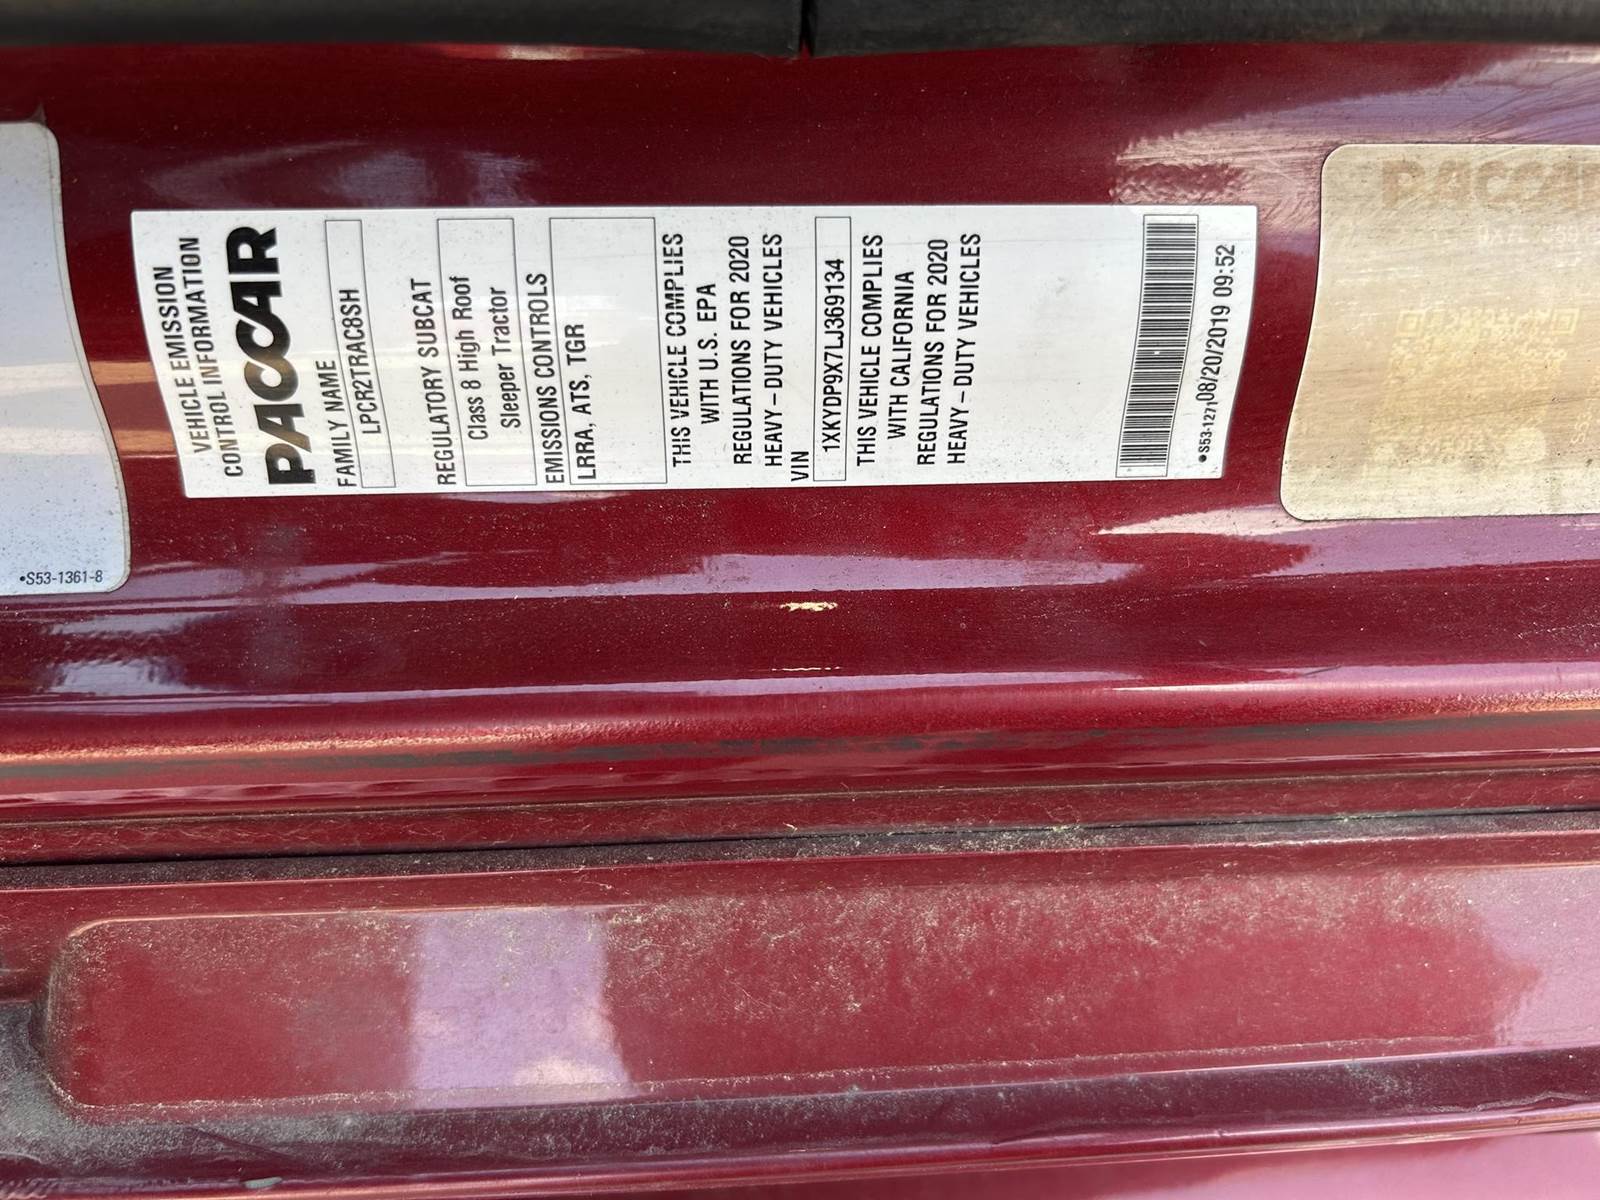 •S53-1361-8
VEHICLE EMISSION
CONTROL INFORMATION
PACCAR
FAMILY NAME
LPCR2TRAC8SH
REGULATORY SUBCAT
Class 8 High Roof
Sleeper Tractor
EMISSIONS CONTROLS
LRRA, ATS, TGR
THIS VEHICLE COMPLIES
WITH U.S. EPA
REGULATIONS FOR 2020
HEAVY – DUTY VEHICLES
VIN
1XKYDP9X7LJ369134
THIS VEHICLE COMPLIES
WITH CALIFORNIA
REGULATIONS FOR 2020
HEAVY – DUTY VEHICLES
•S53-1271 08/20/2019 09:52
PACCAR